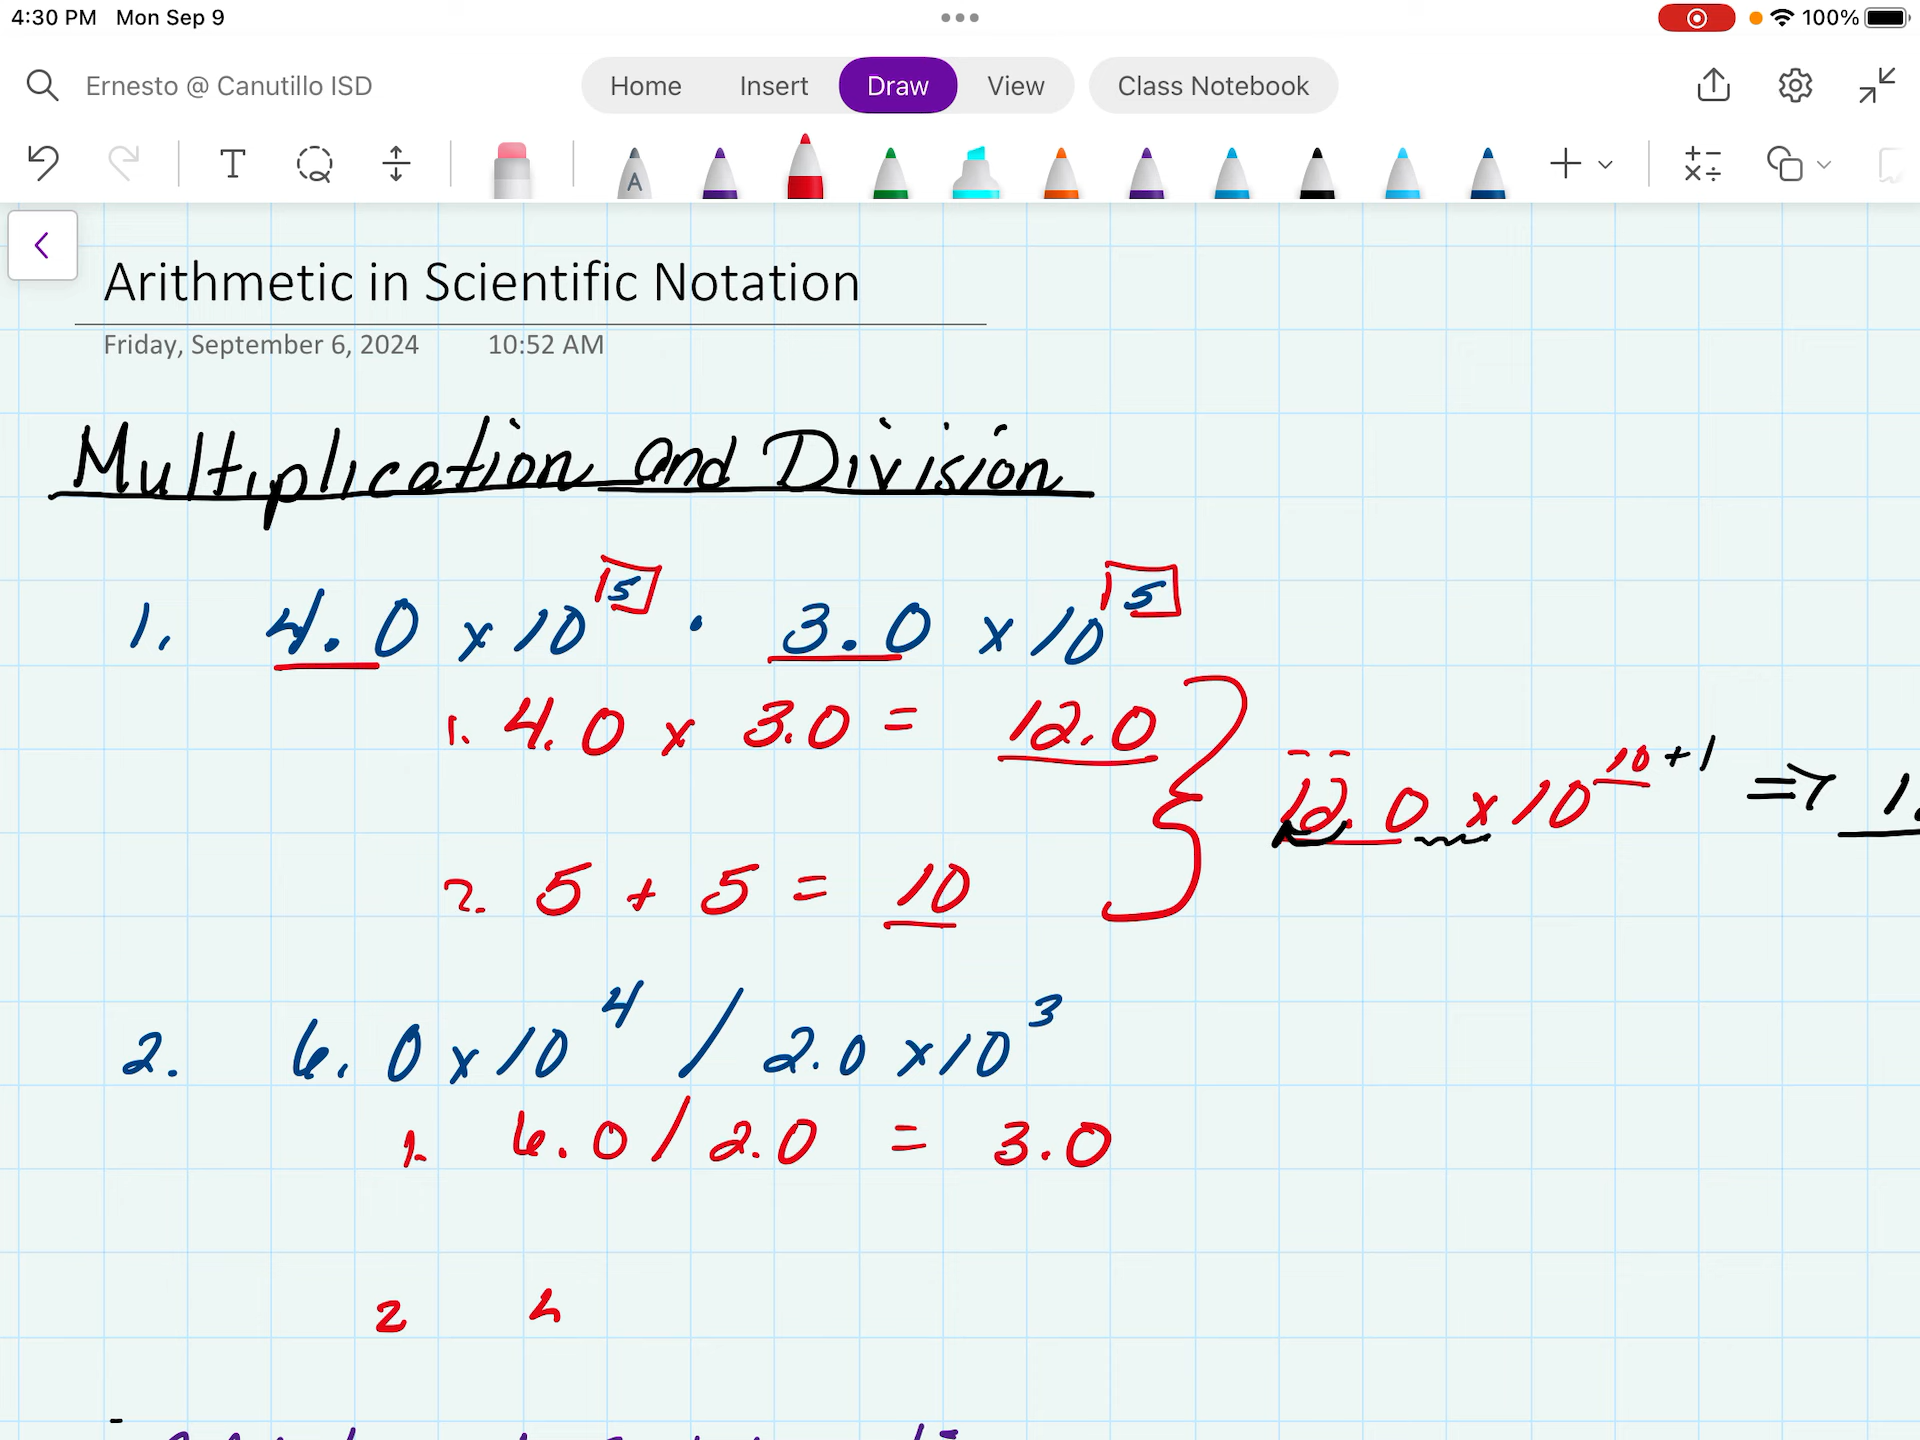 4:30 PM Mon Sep 9
100%
Ernesto @ Canutillo ISD
Home Insert Draw View Class Notebook
T A
Arithmetic in Scientific Notation
Friday, September 6, 2024 10:52 AM
Multiplication and Division
1. 4.0 x 10^5 · 3.0 x 10^5
1. 4.0 x 3.0 = 12.0
12.0 x 10^10+1 => 1.
2. 5 + 5 = 10
2. 6.0 x 10^4 / 2.0 x 10^3
1. 6.0 / 2.0 = 3.0
2 4